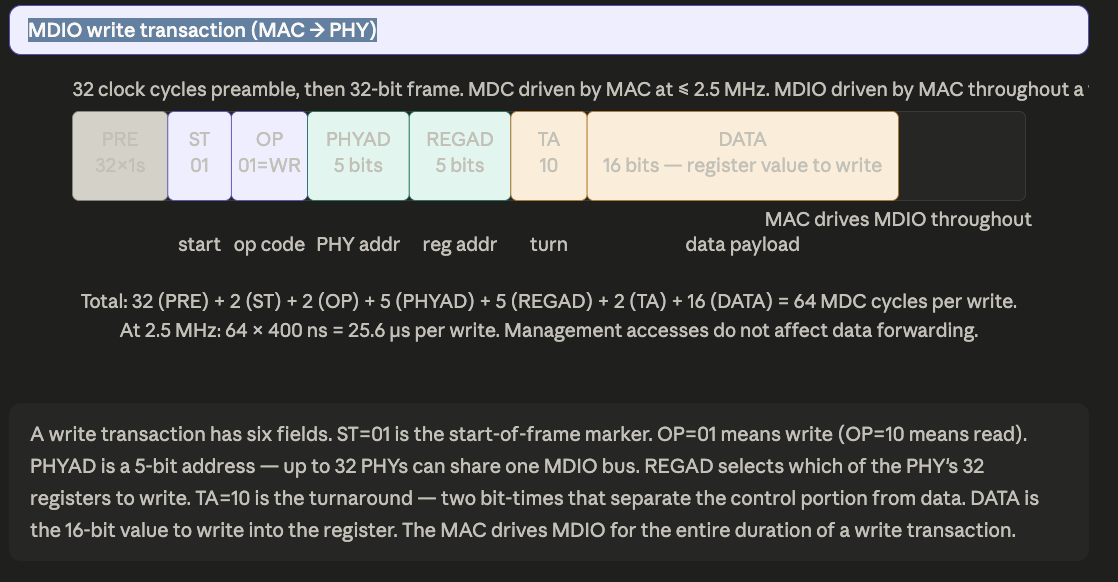 MDIO write transaction (MAC → PHY)
32 clock cycles preamble, then 32-bit frame. MDC driven by MAC at ≤ 2.5 MHz. MDIO driven by MAC throughout a
PRE ST OP PHYAD REGAD TA DATA
32×1s 01 01=WR 5 bits 5 bits 10 16 bits — register value to write
MAC drives MDIO throughout
start op code PHY addr reg addr turn data payload
Total: 32 (PRE) + 2 (ST) + 2 (OP) + 5 (PHYAD) + 5 (REGAD) + 2 (TA) + 16 (DATA) = 64 MDC cycles per write.
At 2.5 MHz: 64 × 400 ns = 25.6 µs per write. Management accesses do not affect data forwarding.
A write transaction has six fields. ST=01 is the start-of-frame marker. OP=01 means write (OP=10 means read).
PHYAD is a 5-bit address — up to 32 PHYs can share one MDIO bus. REGAD selects which of the PHY's 32
registers to write. TA=10 is the turnaround — two bit-times that separate the control portion from data. DATA is
the 16-bit value to write into the register. The MAC drives MDIO for the entire duration of a write transaction.